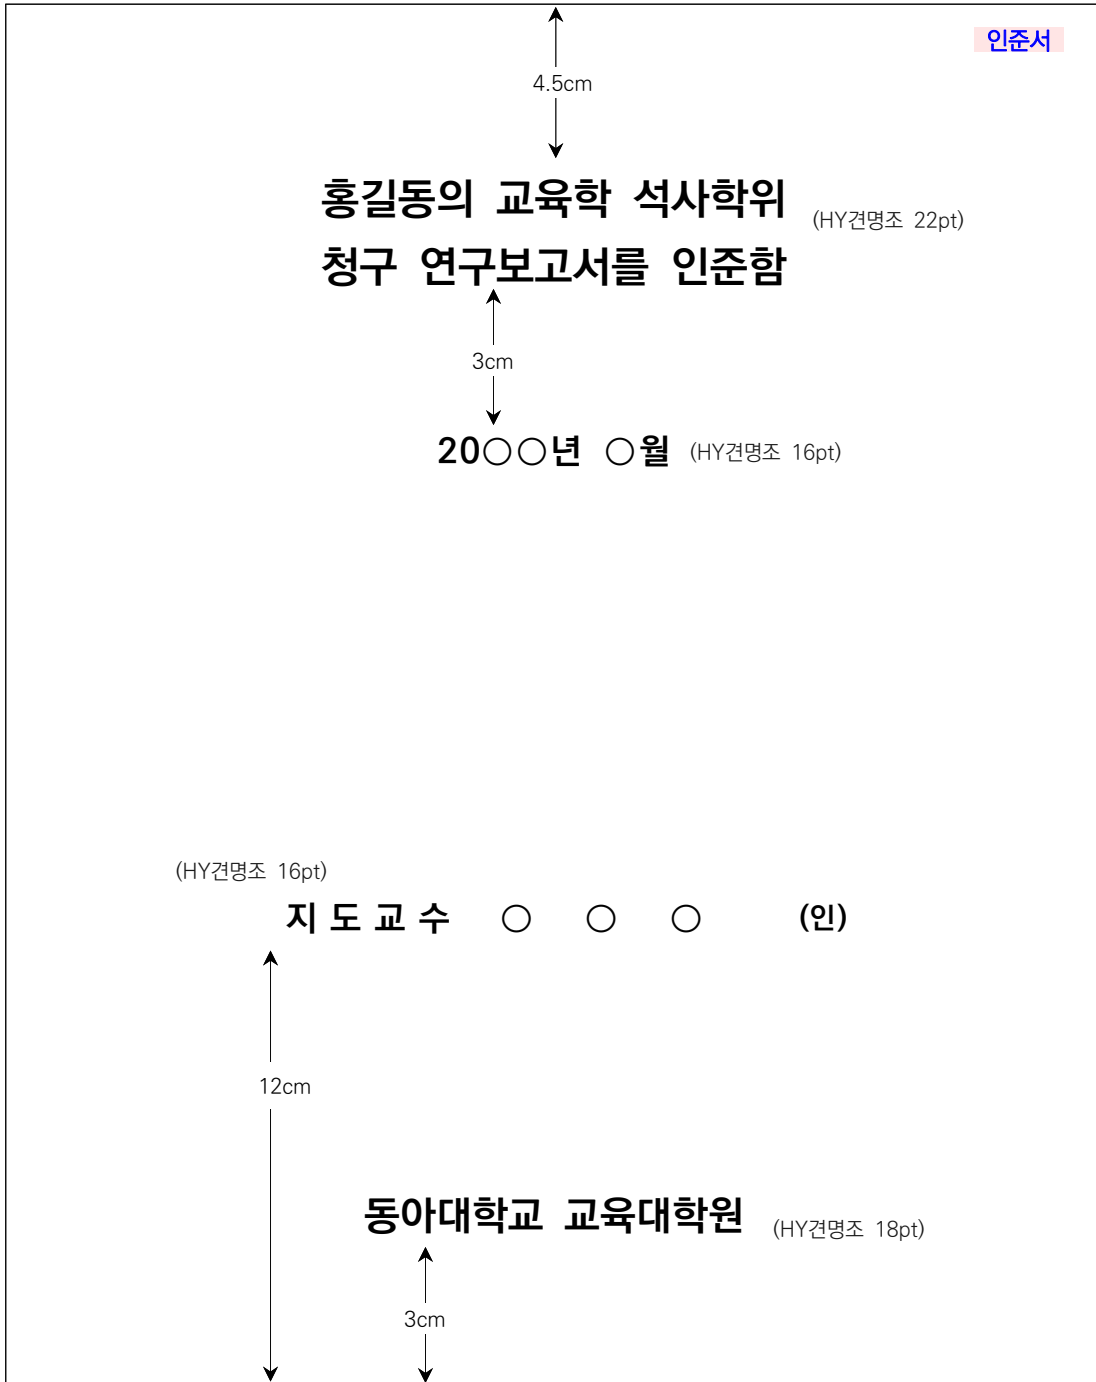 인준서
4.5cm
홍길동의 교육학 석사학위 (HY견명조 22pt)
청구 연구보고서를 인준함
3cm
20○○년 ○월 (HY견명조 16pt)
(HY견명조 16pt)
지 도 교 수 ○ ○ ○ (인)
12cm
동아대학교 교육대학원 (HY견명조 18pt)
3cm